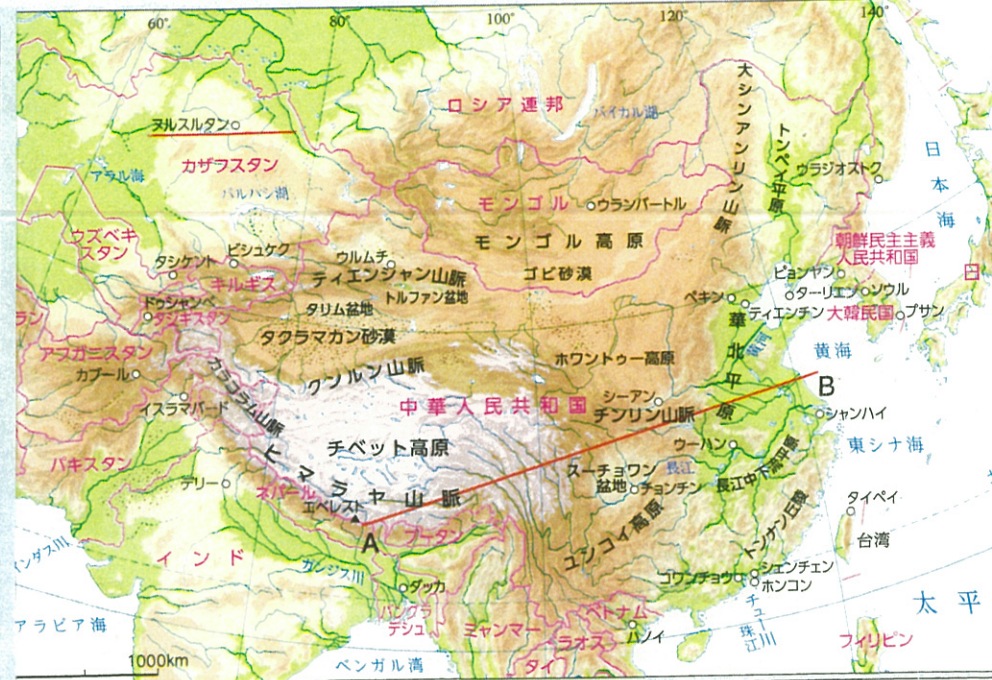 60°
80°
100°
120°
140°
ロシア連邦
バイカル湖
大シンアンリン山脈
トンペイ平原
ヌルスルタン
カザフスタン
アラル海
バルハシ湖
ウラジオストク
日本海
モンゴル
ウランバートル
モンゴル高原
ゴビ砂漠
ウズベキ
スタン
タシケント
ビシュケク
キルギス
ウルムチ
ティエンシャン山脈
トルファン盆地
タリム盆地
タクラマカン砂漠
朝鮮民主主義
人民共和国
日
ピョンヤン
ターリエン
ソウル
ペキン
ティエンチン
大韓民国
プサン
ドゥシャンベ
タジキスタン
ラン
アフガニスタン
カブール
イスラマバード
カラコラム山脈
クンルン山脈
ホワントゥー高原
華北平原
黄河
黄海
B
シャンハイ
中華人民共和国
シーアン
チンリン山脈
チベット高原
ヒマラヤ山脈
パキスタン
デリー
ネパール
エベレスト
A
ブータン
スーチョワン
盆地
チョンチン
長江
ウーハン
長江中下流平原
東シナ海
ユンコイ高原
トンナン丘陵
タイペイ
台湾
インダス川
インド
ガンジス川
ダッカ
バングラ
デシュ
ミャンマー
ベトナム
ハノイ
ラオス
タイ
コワンチョウ
シェンチェン
ホンコン
チュー川
珠江
太平
フィリピン
アラビア海
ベンガル湾
1000km